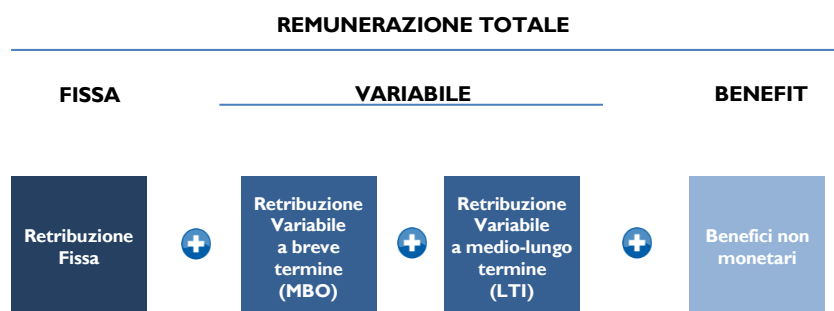 REMUNERAZIONE TOTALE
FISSA
VARIABILE
BENEFIT
Retribuzione
Fissa
Retribuzione
Variabile
a breve
termine
(MBO)
Retribuzione
Variabile
a medio-lungo
termine
(LTI)
Benefici non
monetari